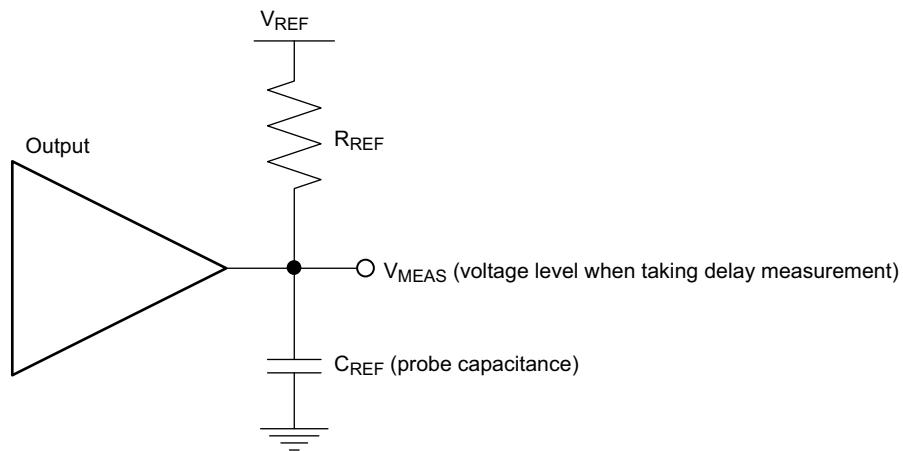 VREF
RREF
Output
VMEAS (voltage level when taking delay measurement)
CREF (probe capacitance)